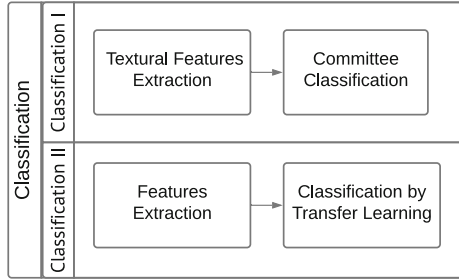 Classification
Classification I
Textural Features
Extraction
Committee
Classification
Classification II
Features
Extraction
Classification by
Transfer Learning